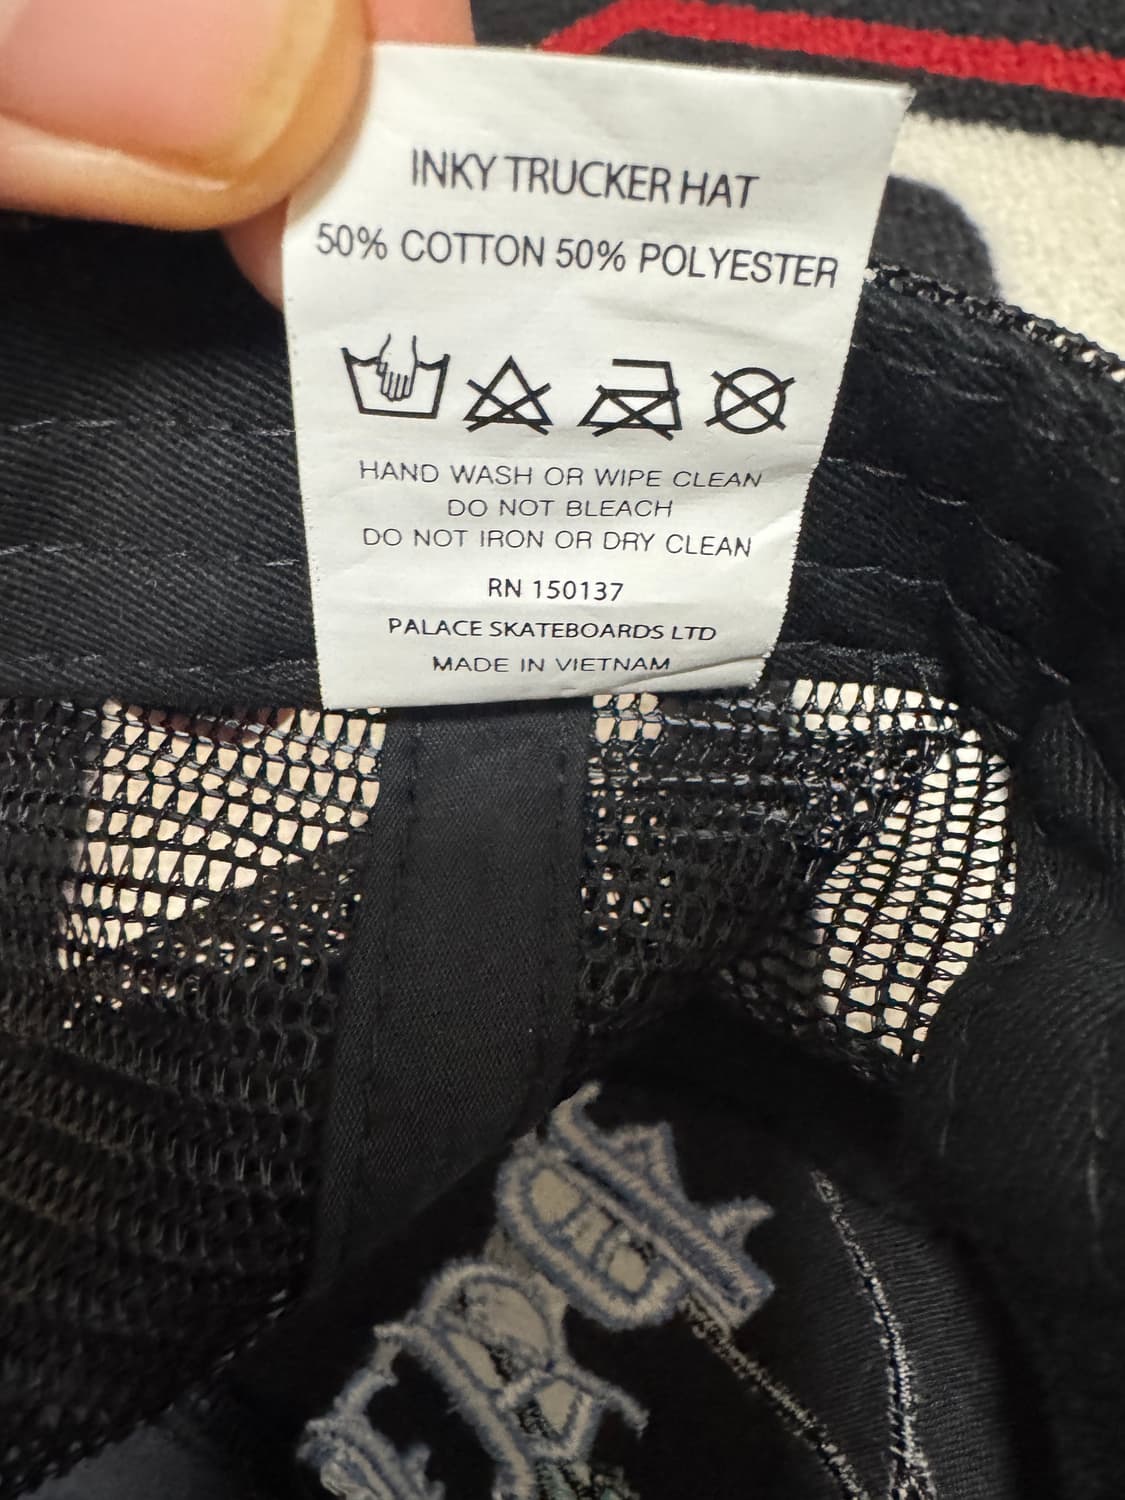 INKY TRUCKER HAT
50% COTTON 50% POLYESTER
HAND WASH OR WIPE CLEAN
DO NOT BLEACH
DO NOT IRON OR DRY CLEAN
RN 150137
PALACE SKATEBOARDS LTD
MADE IN VIETNAM